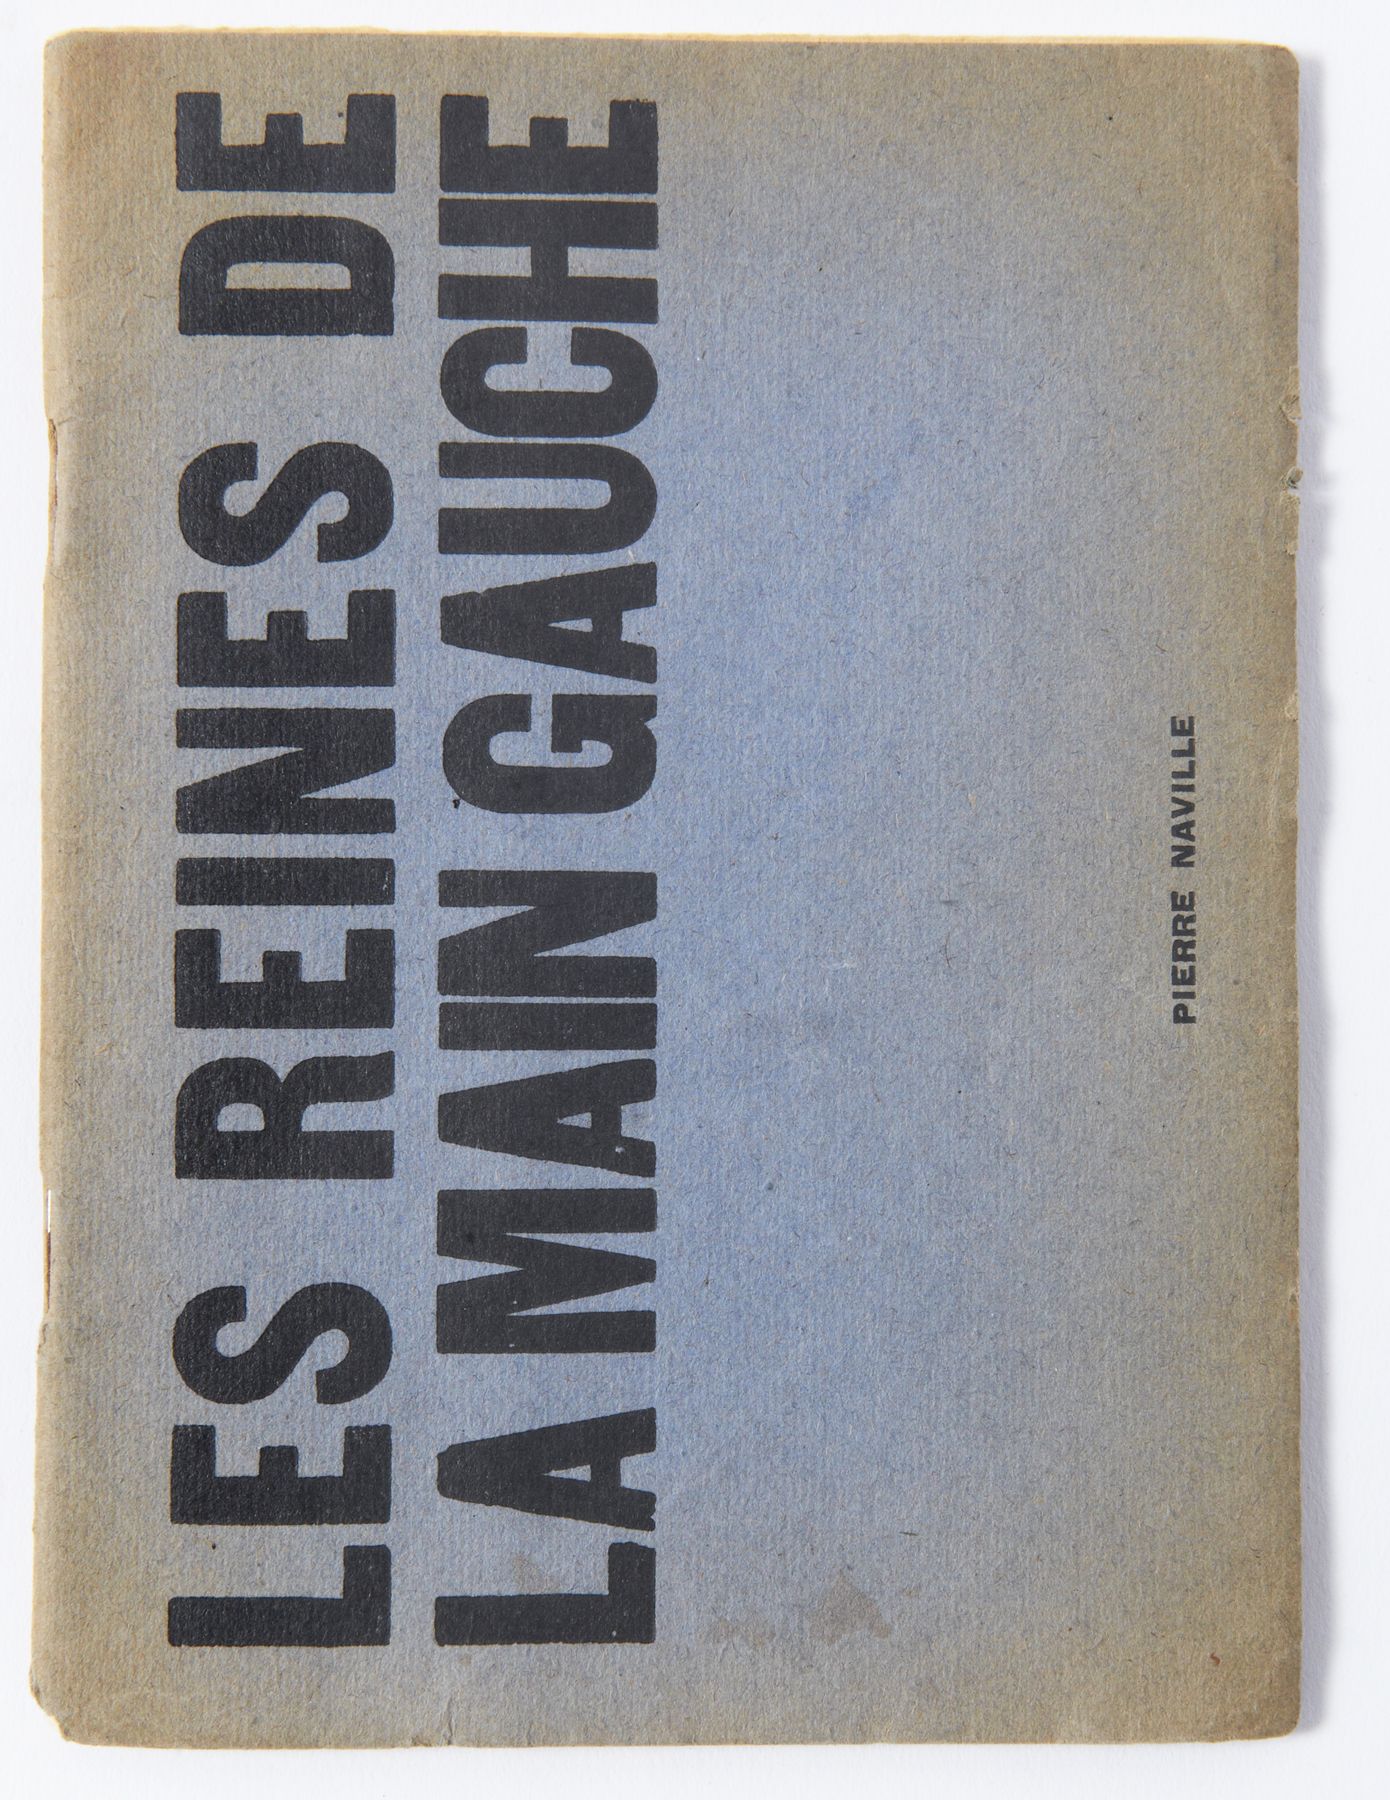 LES REINES DE
LA MAIN GAUCHE
PIERRE NAVILLE